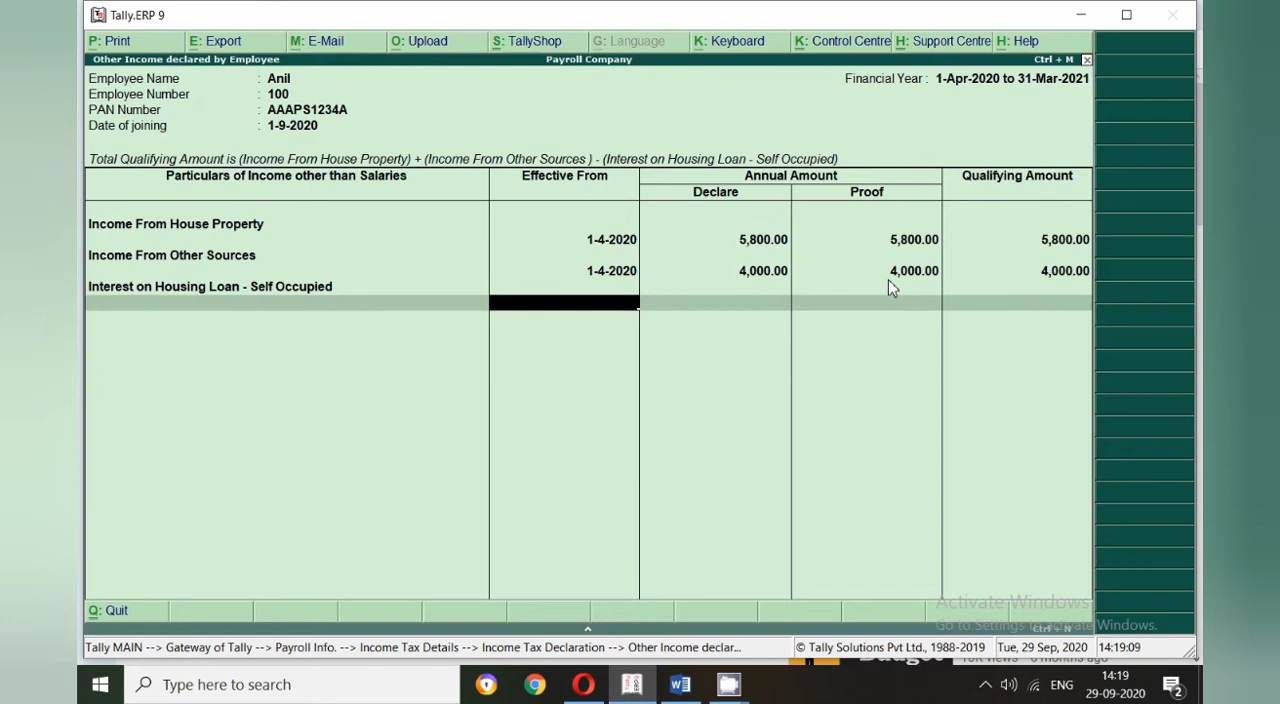 Tally.ERP 9
P: Print E: Export M: E-Mail O: Upload S: TallyShop G: Language K: Keyboard K: Control Centre H: Support Centre H: Help
Other Income declared by Employee Payroll Company Ctrl + M
Employee Name : Anil Financial Year : 1-Apr-2020 to 31-Mar-2021
Employee Number : 100
PAN Number : AAAPS1234A
Date of joining : 1-9-2020
Total Qualifying Amount is (Income From House Property) + (Income From Other Sources ) - (Interest on Housing Loan - Self Occupied)
Particulars of Income other than Salaries Effective From Annual Amount Qualifying Amount
Declare Proof
Income From House Property
1-4-2020 5,800.00 5,800.00 5,800.00
Income From Other Sources
1-4-2020 4,000.00 4,000.00 4,000.00
Interest on Housing Loan - Self Occupied
Activate Windows
Q: Quit
Go to Settings to activate Windows.
Ctrl + N
Tally MAIN --> Gateway of Tally --> Payroll Info. --> Income Tax Details --> Income Tax Declaration --> Other Income declar... © Tally Solutions Pvt Ltd., 1988-2019 Tue, 29 Sep, 2020 14:19:09
Budget 10K views 6 months ago
Type here to search ENG 14:19
29-09-2020 2